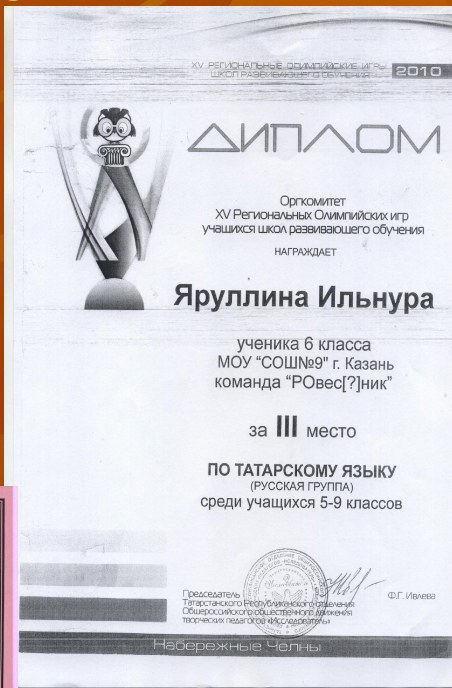 XV РЕГИОНАЛЬНЫЕ ОЛИМПИЙСКИЕ ИГРЫ
ШКОЛ РАЗВИВАЮЩЕГО ОБУЧЕНИЯ
2010
ДИПЛОМ
Оргкомитет
XV Региональных Олимпийских игр
учащихся школ развивающего обучения
НАГРАЖДАЕТ
Яруллина Ильнура
ученика 6 класса
МОУ "СОШ№9" г. Казань
команда "РОвес[?]ник"
за III место
ПО ТАТАРСКОМУ ЯЗЫКУ
(РУССКАЯ ГРУППА)
среди учащихся 5-9 классов
Председатель
Татарстанского Республиканского отделения
Общероссийского общественного движения
творческих педагогов «Исследователь»
Ф.Г. Ивлева
Набережные Челны